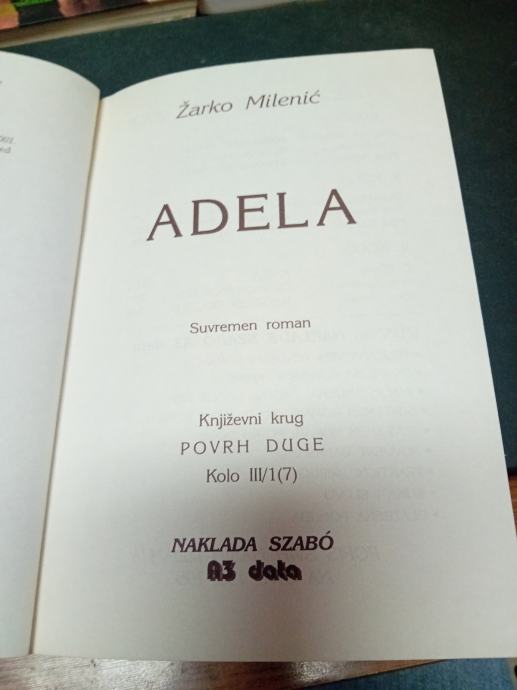 Žarko Milenić
ADELA
Suvremen roman
Književni krug
POVRH DUGE
Kolo III/1(7)
NAKLADA SZABÓ
A3 data